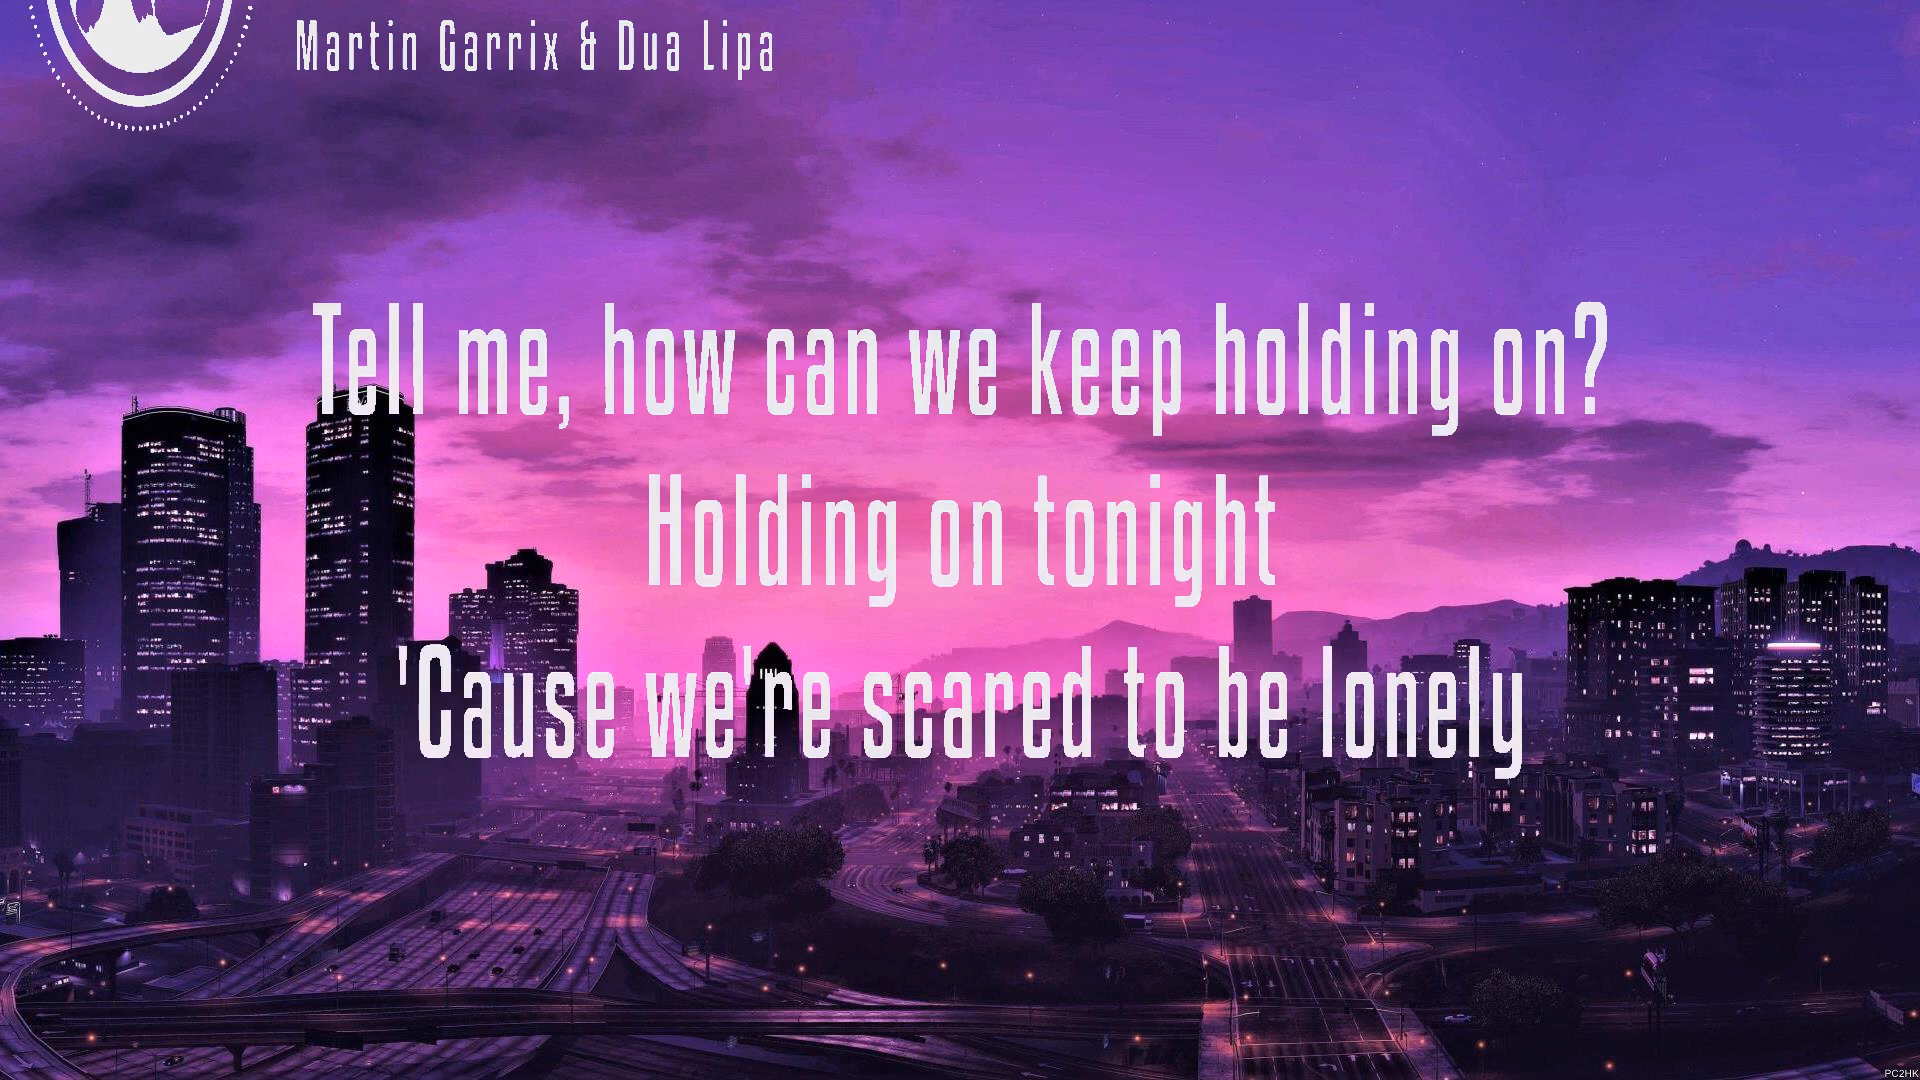 Martin Garrix & Dua Lipa
Tell me, how can we keep holding on?
Holding on tonight
'Cause we're scared to be lonely
PC2HK